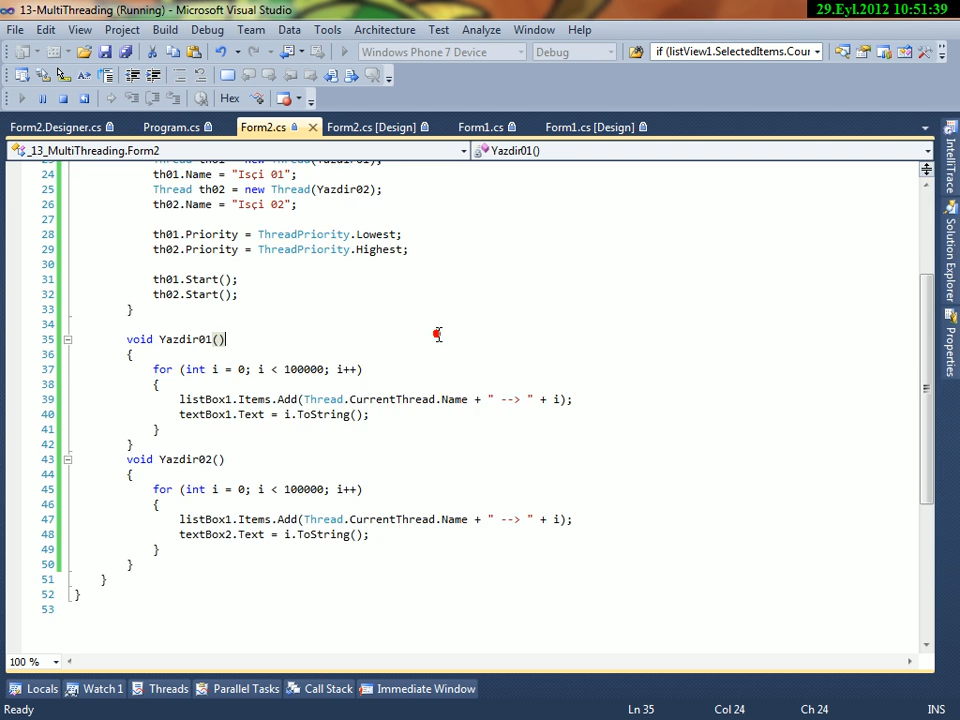 13-MultiThreading (Running) - Microsoft Visual Studio
29.Eyl.2012 10:51:39
File Edit View Project Build Debug Team Data Tools Architecture Test Analyze Window Help
Windows Phone 7 Device Debug if (listView1.SelectedItems.Cour
Hex
Form2.Designer.cs Program.cs Form2.cs Form2.cs [Design] Form1.cs Form1.cs [Design]
_13_MultiThreading.Form2 Yazdir01()
23 Thread th01 = new Thread(Yazdir01);
24 th01.Name = "Isçi 01";
25 Thread th02 = new Thread(Yazdir02);
26 th02.Name = "Isçi 02";
27
28 th01.Priority = ThreadPriority.Lowest;
29 th02.Priority = ThreadPriority.Highest;
30
31 th01.Start();
32 th02.Start();
33 }
34
35 void Yazdir01()
36 {
37 for (int i = 0; i < 100000; i++)
38 {
39 listBox1.Items.Add(Thread.CurrentThread.Name + " --> " + i);
40 textBox1.Text = i.ToString();
41 }
42 }
43 void Yazdir02()
44 {
45 for (int i = 0; i < 100000; i++)
46 {
47 listBox1.Items.Add(Thread.CurrentThread.Name + " --> " + i);
48 textBox2.Text = i.ToString();
49 }
50 }
51 }
52 }
53
IntelliTrace
Solution Explorer
Properties
100 %
Locals Watch 1 Threads Parallel Tasks Call Stack Immediate Window
Ready Ln 35 Col 24 Ch 24 INS